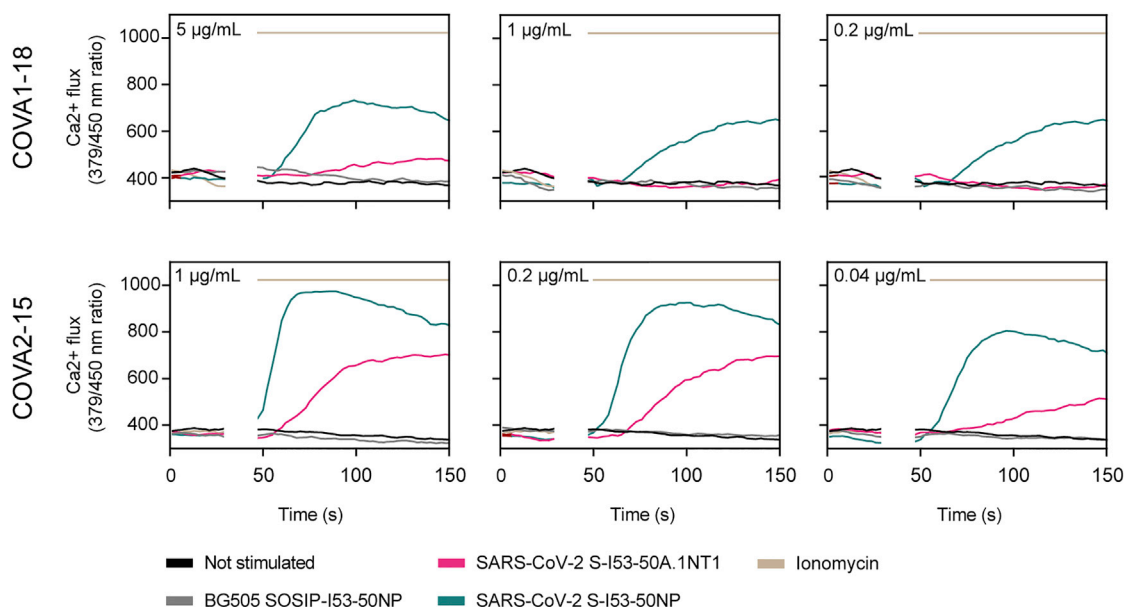 COVA1-18
Ca2+ flux
(379/450 nm ratio)
1000
800
600
400
5 µg/mL
1 µg/mL
0.2 µg/mL
COVA2-15
Ca2+ flux
(379/450 nm ratio)
1000
800
600
400
1 µg/mL
0.2 µg/mL
0.04 µg/mL
0 50 100 150
0 50 100 150
0 50 100 150
Time (s)
Time (s)
Time (s)
Not stimulated
SARS-CoV-2 S-I53-50A.1NT1
Ionomycin
BG505 SOSIP-I53-50NP
SARS-CoV-2 S-I53-50NP